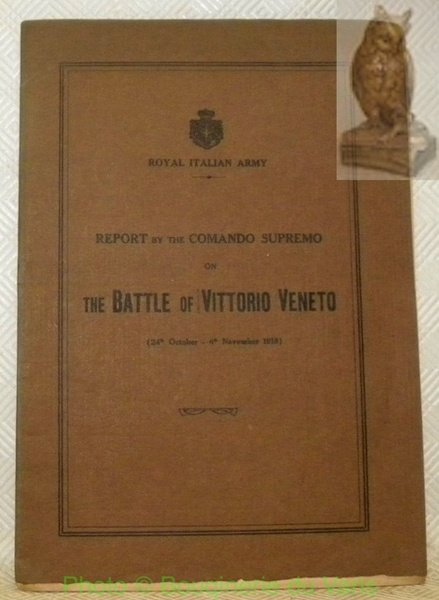 ROYAL ITALIAN ARMY
REPORT BY THE COMANDO SUPREMO
ON
THE BATTLE OF VITTORIO VENETO
(24th October - 4th November 1918)
Photo ©